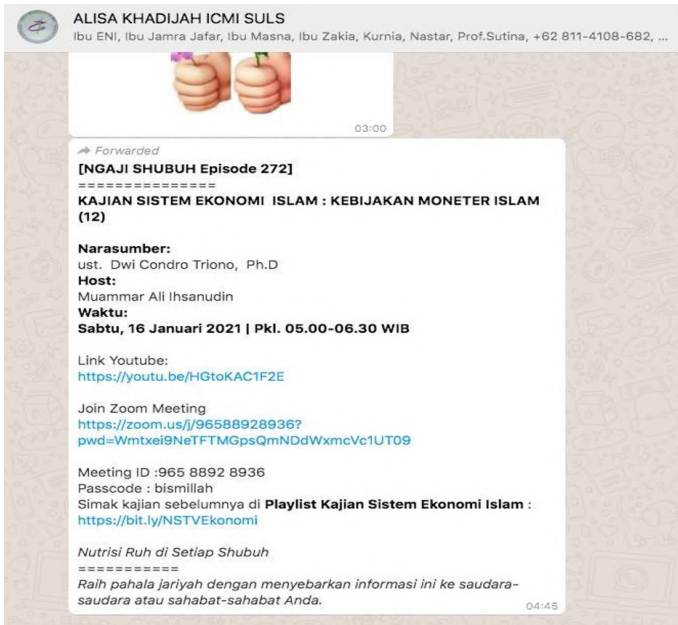 ALISA KHADIJAH ICMI SULS
Ibu ENI, Ibu Jamra Jafar, Ibu Masna, Ibu Zakia, Kurnia, Nastar, Prof.Sutina, +62 811-4108-682, ...
03:00
Forwarded
[NGAJI SHUBUH Episode 272]
===============
KAJIAN SISTEM EKONOMI ISLAM : KEBIJAKAN MONETER ISLAM
(12)
Narasumber:
ust. Dwi Condro Triono, Ph.D
Host:
Muammar Ali Ihsanudin
Waktu:
Sabtu, 16 Januari 2021 | Pkl. 05.00-06.30 WIB
Link Youtube:
https://youtu.be/HGtoKAC1F2E
Join Zoom Meeting
https://zoom.us/j/96588928936?
pwd=Wmtxei9NeTFTMGpsQmNDdWxmcVc1UT09
Meeting ID :965 8892 8936
Passcode : bismillah
Simak kajian sebelumnya di Playlist Kajian Sistem Ekonomi Islam :
https://bit.ly/NSTVEkonomi
Nutrisi Ruh di Setiap Shubuh
===========
Raih pahala jariyah dengan menyebarkan informasi ini ke saudara-
saudara atau sahabat-sahabat Anda.
04:45